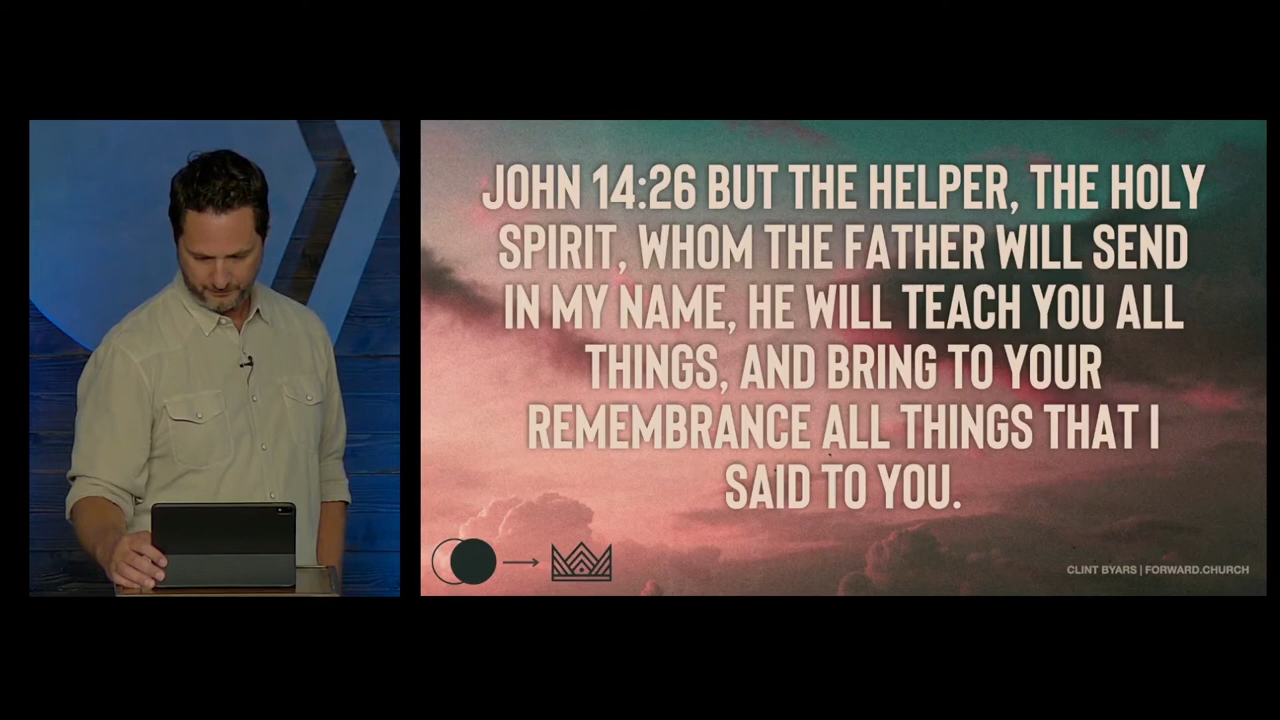 JOHN 14:26 BUT THE HELPER, THE HOLY
SPIRIT, WHOM THE FATHER WILL SEND
IN MY NAME, HE WILL TEACH YOU ALL
THINGS, AND BRING TO YOUR
REMEMBRANCE ALL THINGS THAT I
SAID TO YOU.
CLINT BYARS | FORWARD.CHURCH